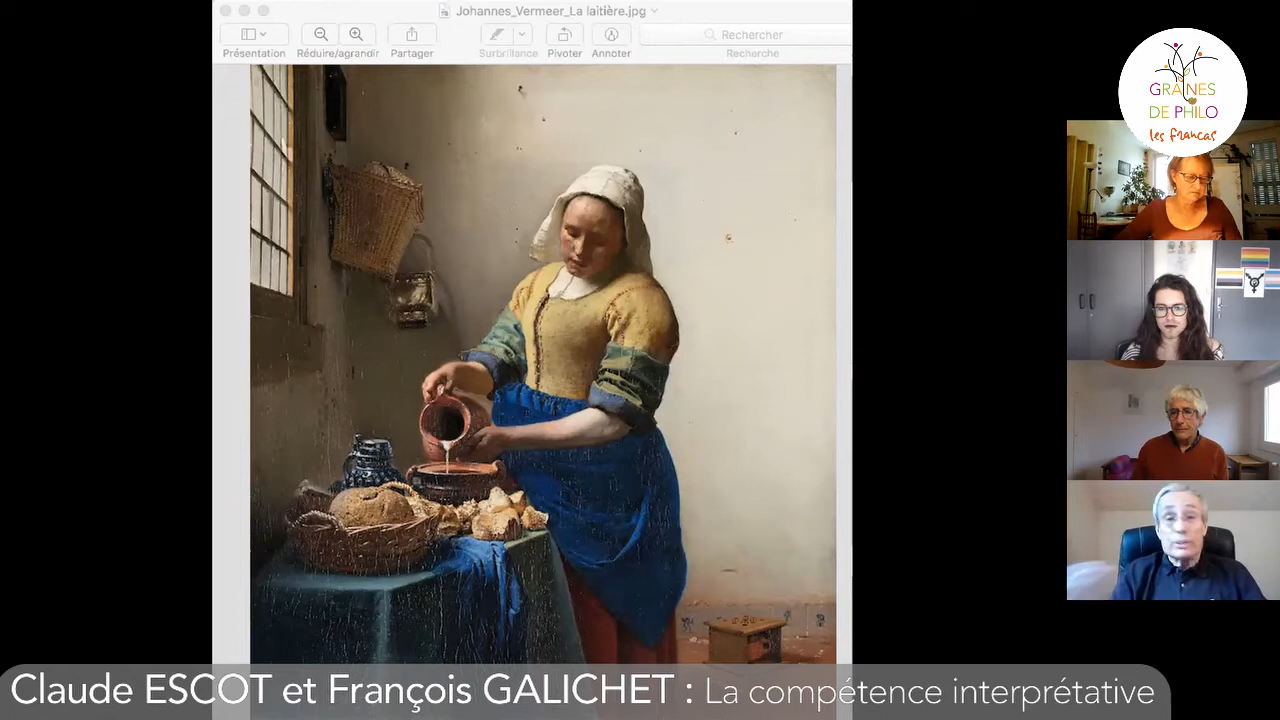 Johannes_Vermeer_La laitière.jpg
Présentation
Réduire/agrandir
Partager
Surbrillance
Pivoter
Annoter
Rechercher
Recherche
GRAINES
DE PHILO
les francas
Claude ESCOT et François GALICHET : La compétence interprétative